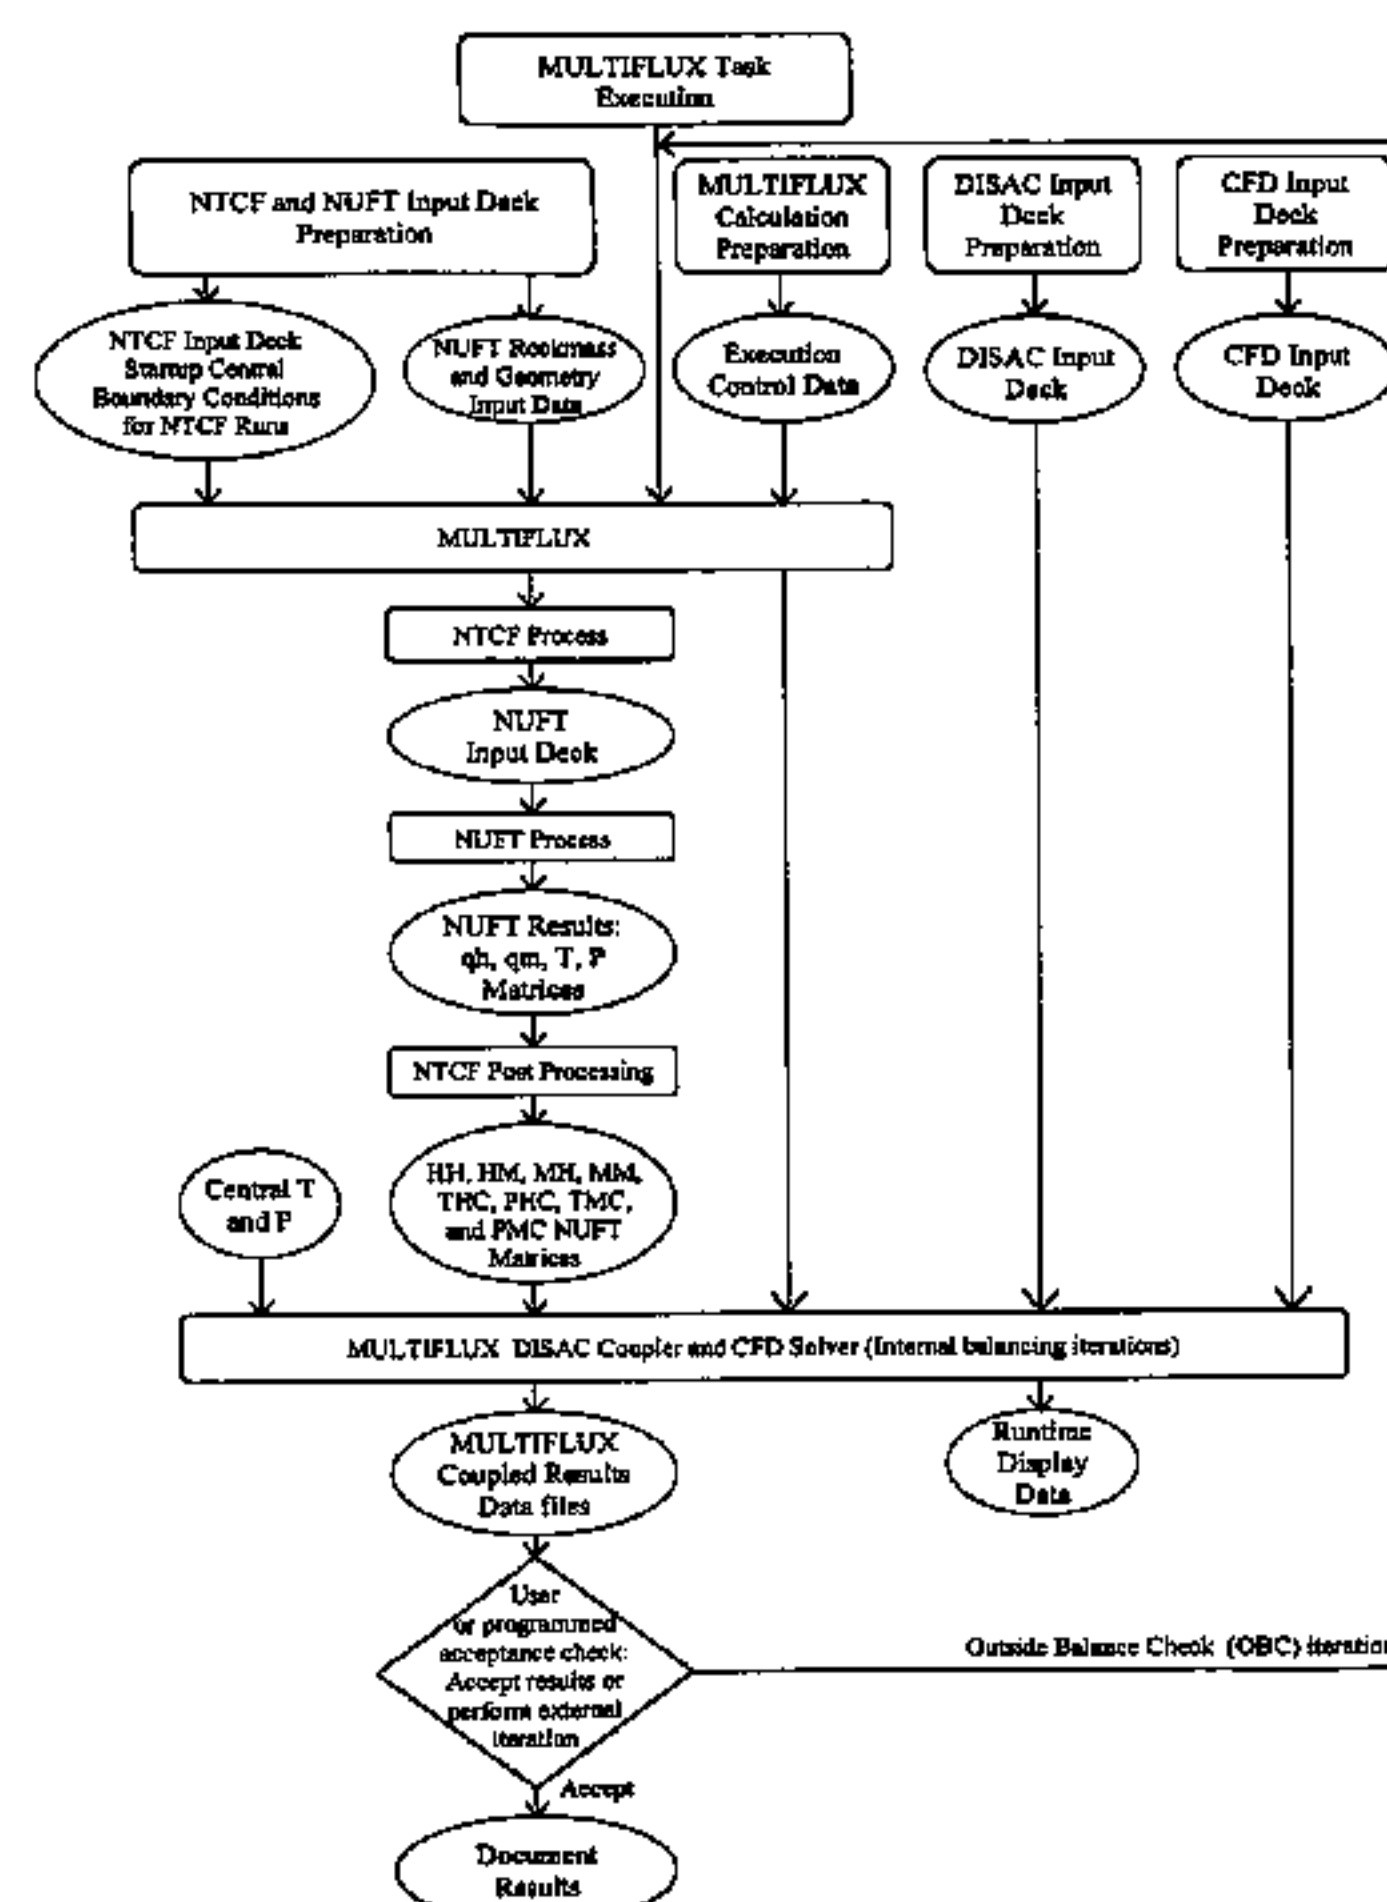 MULTIFLUX Task
Execution
NTCF and NUFT Input Deck
Preparation
MULTIFLUX
Calculation
Preparation
DISAC Input
Deck
Preparation
CFD Input
Deck
Preparation
NTCF Input Deck
Startup Central
Boundary Conditions
for NTCF Runs
NUFT Rockmass
and Geometry
Input Data
Execution
Control Data
DISAC Input
Deck
CFD Input
Deck
MULTIFLUX
NTCF Process
NUFT
Input Deck
NUFT Process
NUFT Results:
qh, qm, T, P
Matrices
NTCF Post Processing
Central T
and P
HH, HM, MH, MM,
THC, PHC, TMC,
and PMC NUFT
Matrices
MULTIFLUX DISAC Coupler and CFD Solver (Internal balancing iterations)
MULTIFLUX
Coupled Results
Data files
Runtime
Display
Data
User
or programmed
acceptance check:
Accept results or
perform external
iteration
Outside Balance Check (OBC) iteration
Accept
Document
Results